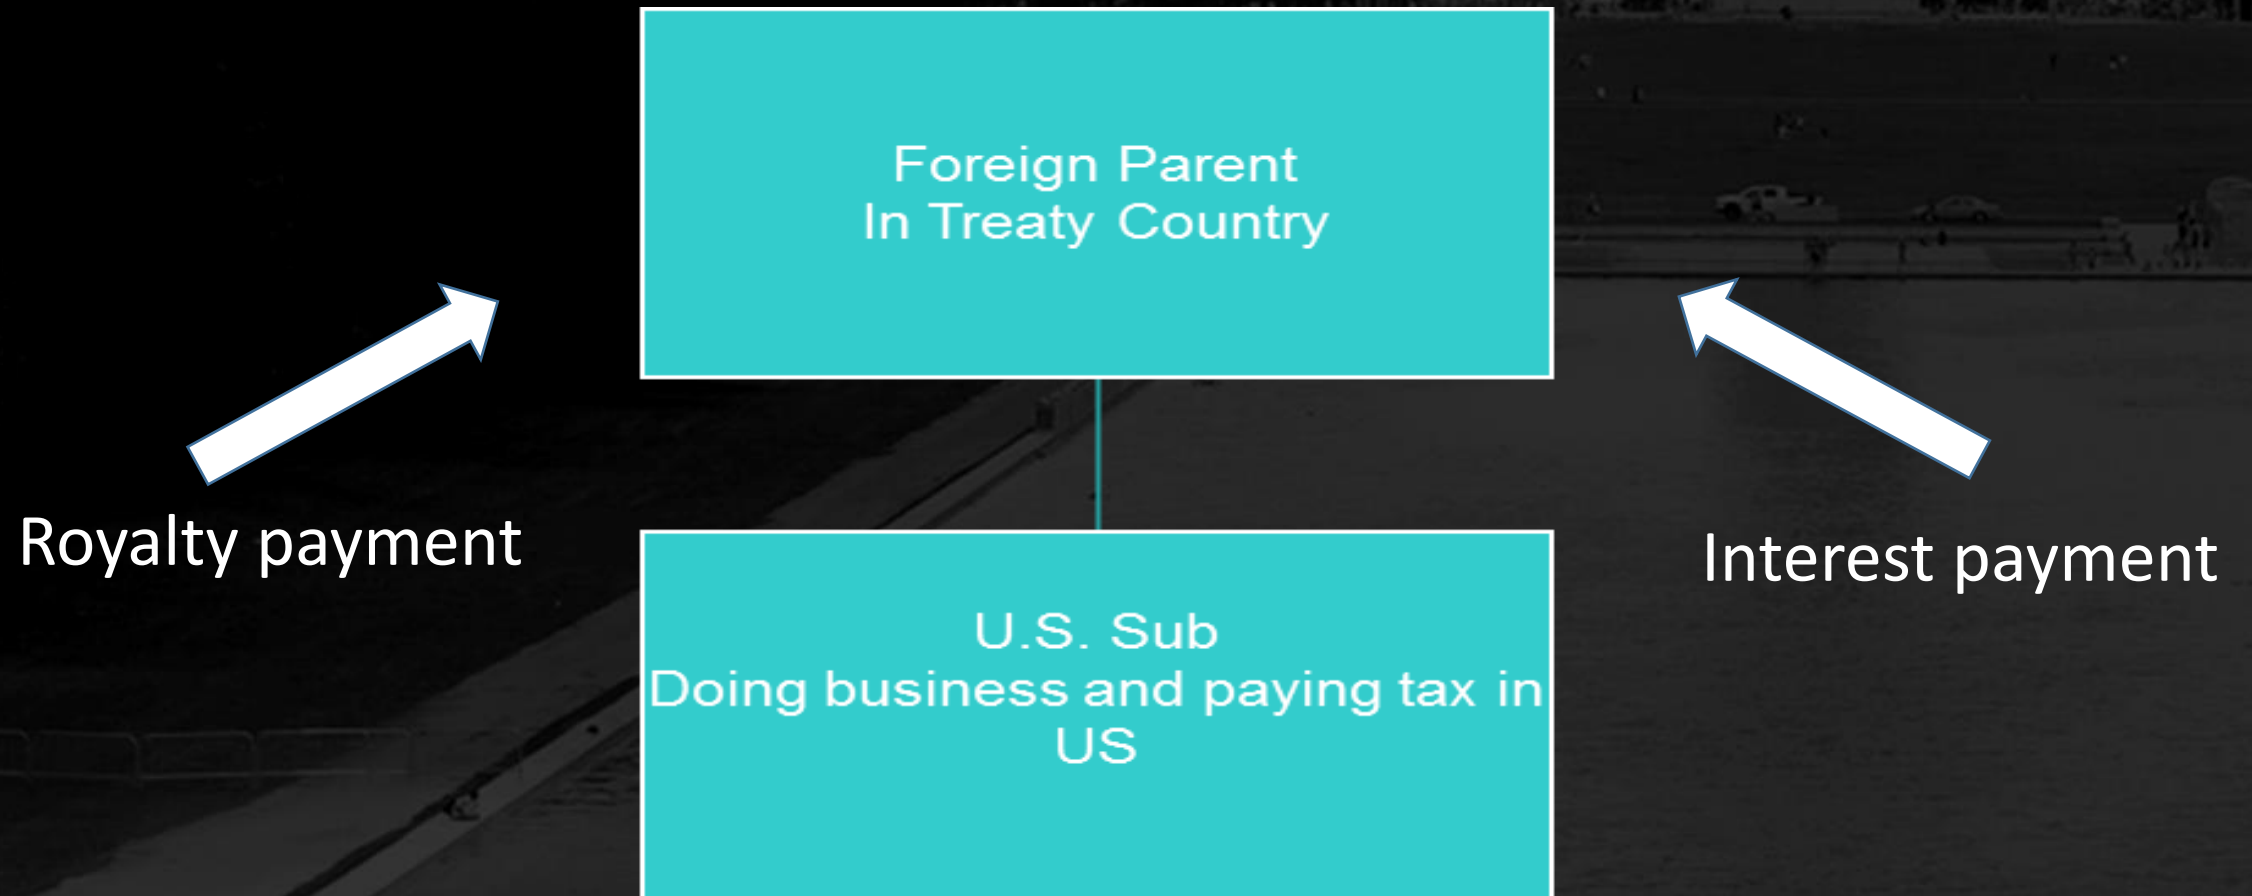 Foreign Parent
In Treaty Country
Royalty payment
Interest payment
U.S. Sub
Doing business and paying tax in
US